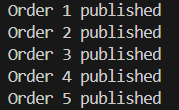 Order 1 published
Order 2 published
Order 3 published
Order 4 published
Order 5 published